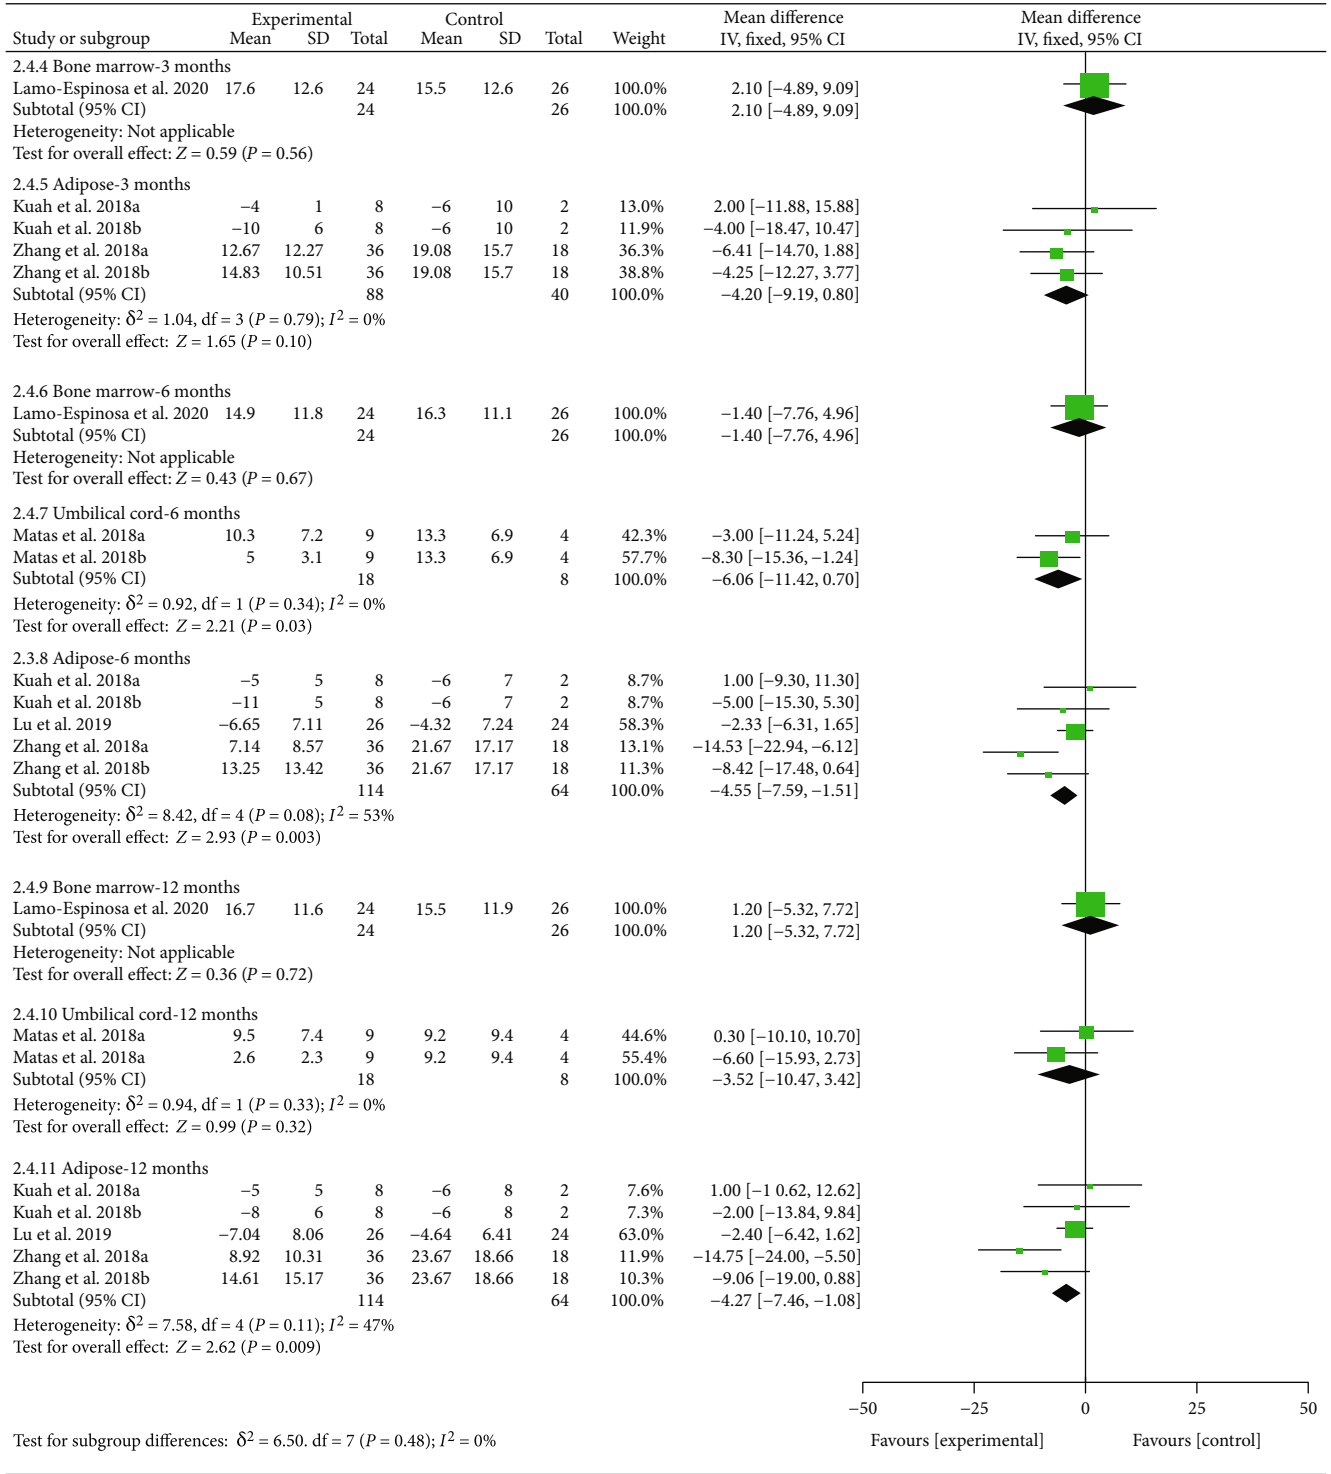 Experimental Control Mean difference Mean difference
Study or subgroup Mean SD Total Mean SD Total Weight IV, fixed, 95% CI IV, fixed, 95% CI
2.4.4 Bone marrow-3 months
Lamo-Espinosa et al. 2020 17.6 12.6 24 15.5 12.6 26 100.0% 2.10 [−4.89, 9.09]
Subtotal (95% CI) 24 26 100.0% 2.10 [−4.89, 9.09]
Heterogeneity: Not applicable
Test for overall effect: Z = 0.59 (P = 0.56)
2.4.5 Adipose-3 months
Kuah et al. 2018a −4 1 8 −6 10 2 13.0% 2.00 [−11.88, 15.88]
Kuah et al. 2018b −10 6 8 −6 10 2 11.9% −4.00 [−18.47, 10.47]
Zhang et al. 2018a 12.67 12.27 36 19.08 15.7 18 36.3% −6.41 [−14.70, 1.88]
Zhang et al. 2018b 14.83 10.51 36 19.08 15.7 18 38.8% −4.25 [−12.27, 3.77]
Subtotal (95% CI) 88 40 100.0% −4.20 [−9.19, 0.80]
Heterogeneity: δ2 = 1.04, df = 3 (P = 0.79); I2 = 0%
Test for overall effect: Z = 1.65 (P = 0.10)
2.4.6 Bone marrow-6 months
Lamo-Espinosa et al. 2020 14.9 11.8 24 16.3 11.1 26 100.0% −1.40 [−7.76, 4.96]
Subtotal (95% CI) 24 26 100.0% −1.40 [−7.76, 4.96]
Heterogeneity: Not applicable
Test for overall effect: Z = 0.43 (P = 0.67)
2.4.7 Umbilical cord-6 months
Matas et al. 2018a 10.3 7.2 9 13.3 6.9 4 42.3% −3.00 [−11.24, 5.24]
Matas et al. 2018b 5 3.1 9 13.3 6.9 4 57.7% −8.30 [−15.36, −1.24]
Subtotal (95% CI) 18 8 100.0% −6.06 [−11.42, 0.70]
Heterogeneity: δ2 = 0.92, df = 1 (P = 0.34); I2 = 0%
Test for overall effect: Z = 2.21 (P = 0.03)
2.3.8 Adipose-6 months
Kuah et al. 2018a −5 5 8 −6 7 2 8.7% 1.00 [−9.30, 11.30]
Kuah et al. 2018b −11 5 8 −6 7 2 8.7% −5.00 [−15.30, 5.30]
Lu et al. 2019 −6.65 7.11 26 −4.32 7.24 24 58.3% −2.33 [−6.31, 1.65]
Zhang et al. 2018a 7.14 8.57 36 21.67 17.17 18 13.1% −14.53 [−22.94, −6.12]
Zhang et al. 2018b 13.25 13.42 36 21.67 17.17 18 11.3% −8.42 [−17.48, 0.64]
Subtotal (95% CI) 114 64 100.0% −4.55 [−7.59, −1.51]
Heterogeneity: δ2 = 8.42, df = 4 (P = 0.08); I2 = 53%
Test for overall effect: Z = 2.93 (P = 0.003)
2.4.9 Bone marrow-12 months
Lamo-Espinosa et al. 2020 16.7 11.6 24 15.5 11.9 26 100.0% 1.20 [−5.32, 7.72]
Subtotal (95% CI) 24 26 100.0% 1.20 [−5.32, 7.72]
Heterogeneity: Not applicable
Test for overall effect: Z = 0.36 (P = 0.72)
2.4.10 Umbilical cord-12 months
Matas et al. 2018a 9.5 7.4 9 9.2 9.4 4 44.6% 0.30 [−10.10, 10.70]
Matas et al. 2018a 2.6 2.3 9 9.2 9.4 4 55.4% −6.60 [−15.93, 2.73]
Subtotal (95% CI) 18 8 100.0% −3.52 [−10.47, 3.42]
Heterogeneity: δ2 = 0.94, df = 1 (P = 0.33); I2 = 0%
Test for overall effect: Z = 0.99 (P = 0.32)
2.4.11 Adipose-12 months
Kuah et al. 2018a −5 5 8 −6 8 2 7.6% 1.00 [−1 0.62, 12.62]
Kuah et al. 2018b −8 6 8 −6 8 2 7.3% −2.00 [−13.84, 9.84]
Lu et al. 2019 −7.04 8.06 26 −4.64 6.41 24 63.0% −2.40 [−6.42, 1.62]
Zhang et al. 2018a 8.92 10.31 36 23.67 18.66 18 11.9% −14.75 [−24.00, −5.50]
Zhang et al. 2018b 14.61 15.17 36 23.67 18.66 18 10.3% −9.06 [−19.00, 0.88]
Subtotal (95% CI) 114 64 100.0% −4.27 [−7.46, −1.08]
Heterogeneity: δ2 = 7.58, df = 4 (P = 0.11); I2 = 47%
Test for overall effect: Z = 2.62 (P = 0.009)
−50 −25 0 25 50
Test for subgroup differences: δ2 = 6.50. df = 7 (P = 0.48); I2 = 0% Favours [experimental] Favours [control]